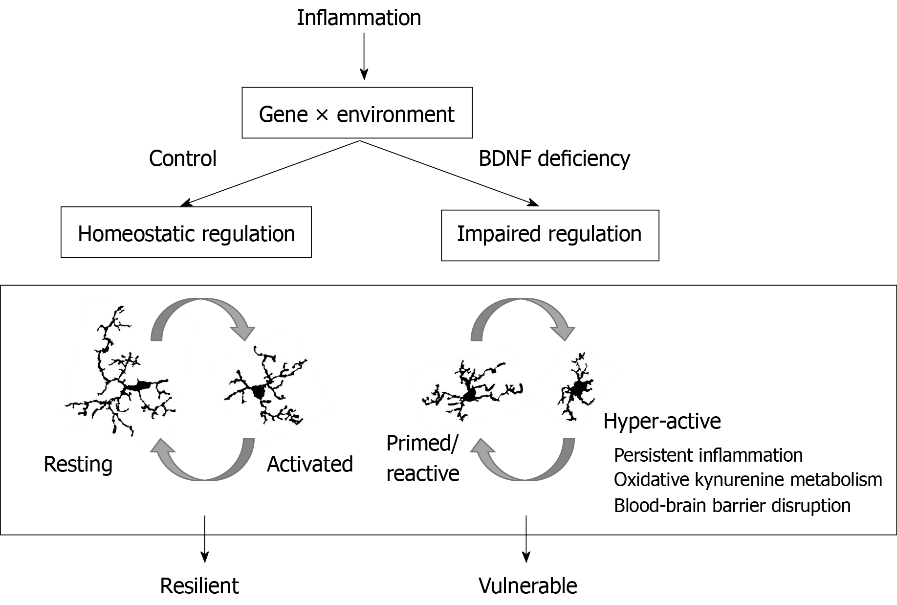 Inflammation
Gene × environment
Control
BDNF deficiency
Homeostatic regulation
Impaired regulation
Resting
Activated
Primed/
reactive
Hyper-active
Persistent inflammation
Oxidative kynurenine metabolism
Blood-brain barrier disruption
Resilient
Vulnerable